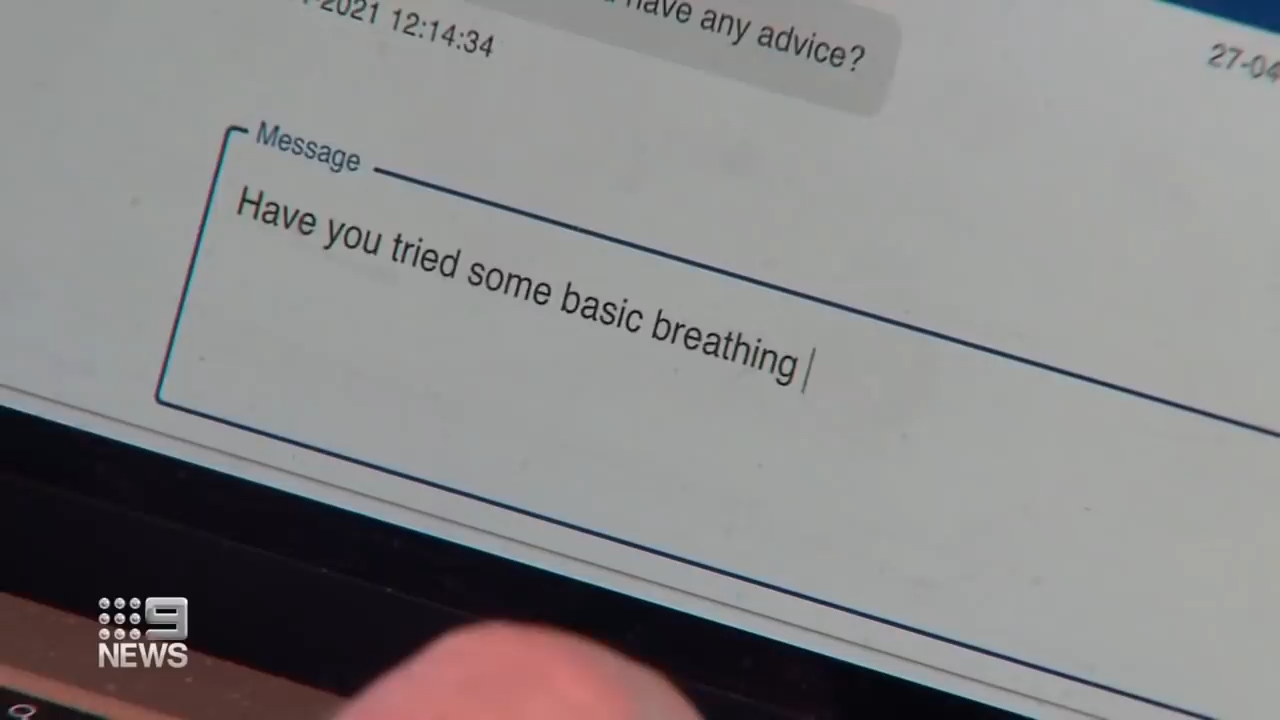 have any advice?
2021 12:14:34
27-04
Message
Have you tried some basic breathing
9
NEWS